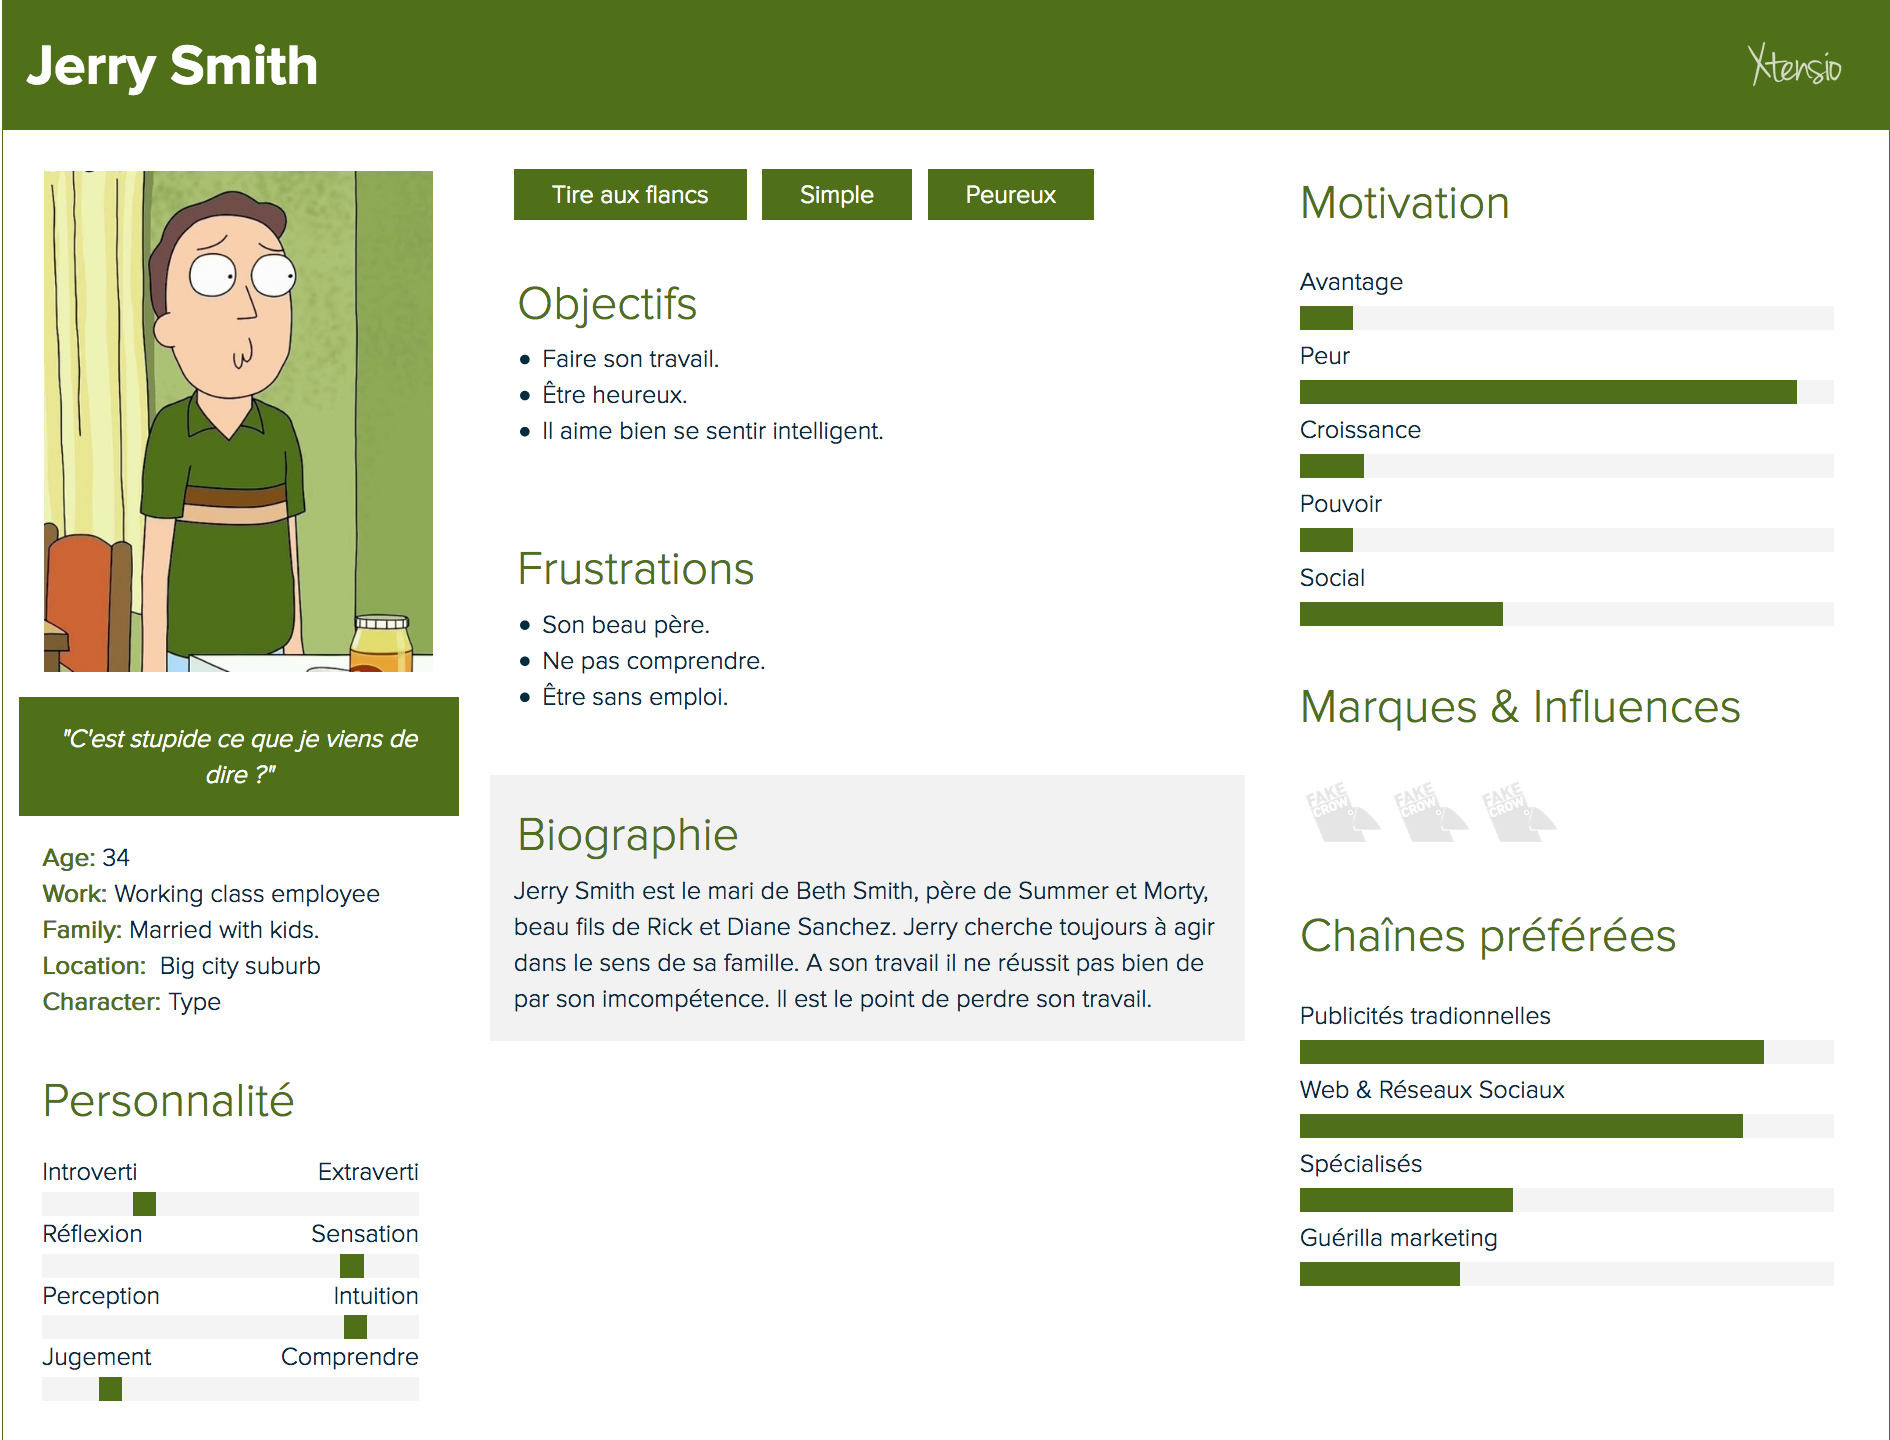 Jerry Smith
Xtensio
"C'est stupide ce que je viens de
dire ?"
Age: 34
Work: Working class employee
Family: Married with kids.
Location: Big city suburb
Character: Type
Personnalité
Introverti Extraverti
Réflexion Sensation
Perception Intuition
Jugement Comprendre
Tire aux flancs Simple Peureux
Objectifs
Faire son travail.
Être heureux.
Il aime bien se sentir intelligent.
Frustrations
Son beau père.
Ne pas comprendre.
Être sans emploi.
Biographie
Jerry Smith est le mari de Beth Smith, père de Summer et Morty,
beau fils de Rick et Diane Sanchez. Jerry cherche toujours à agir
dans le sens de sa famille. A son travail il ne réussit pas bien de
par son imcompétence. Il est le point de perdre son travail.
Motivation
Avantage
Peur
Croissance
Pouvoir
Social
Marques & Influences
FAKE CROW FAKE CROW FAKE CROW
Chaînes préférées
Publicités tradionnelles
Web & Réseaux Sociaux
Spécialisés
Guérilla marketing